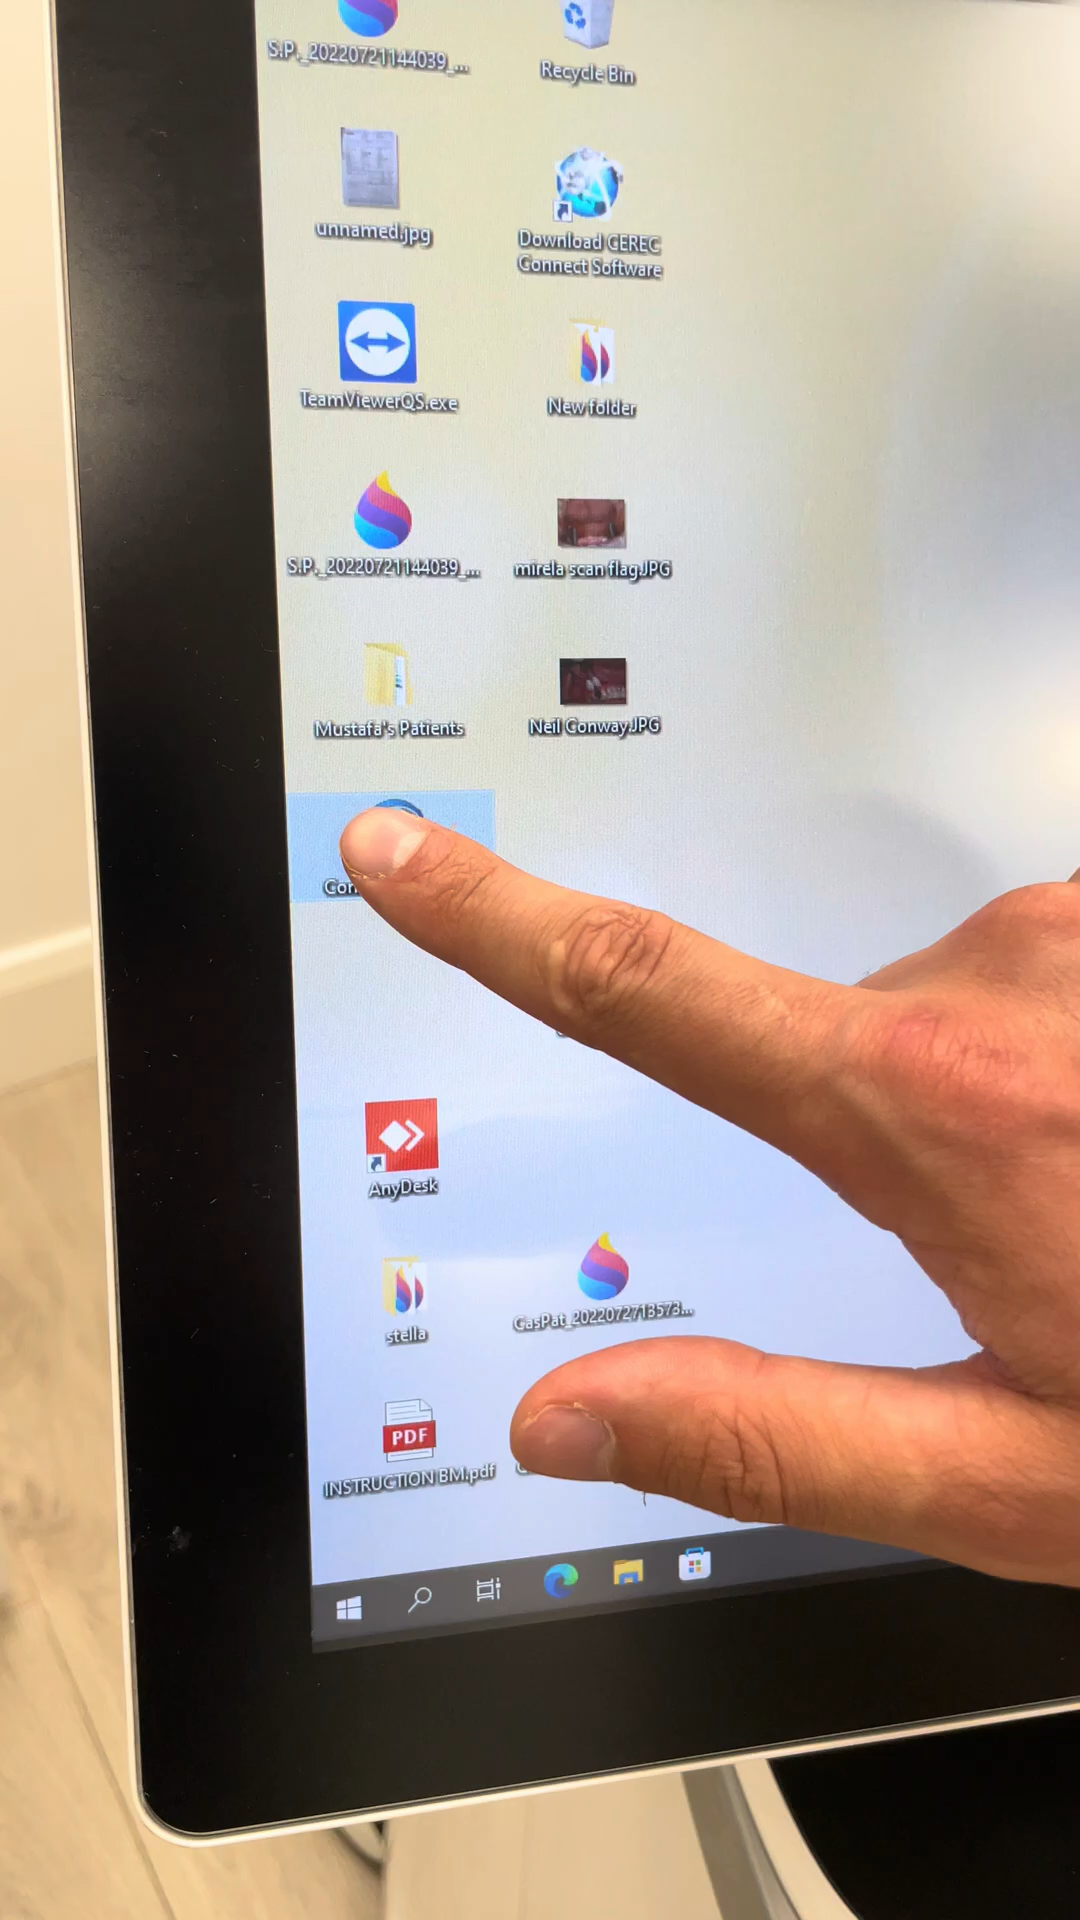 S.P._20220721144039_...
Recycle Bin
unnamed.jpg
Download CEREC
Connect Software
TeamViewerQS.exe
New folder
S.P._20220721144039_...
mirela scan flag.JPG
Mustafa's Patients
Neil Conway.JPG
AnyDesk
stella
CasPat_2022072713573...
PDF
INSTRUCTION BM.pdf